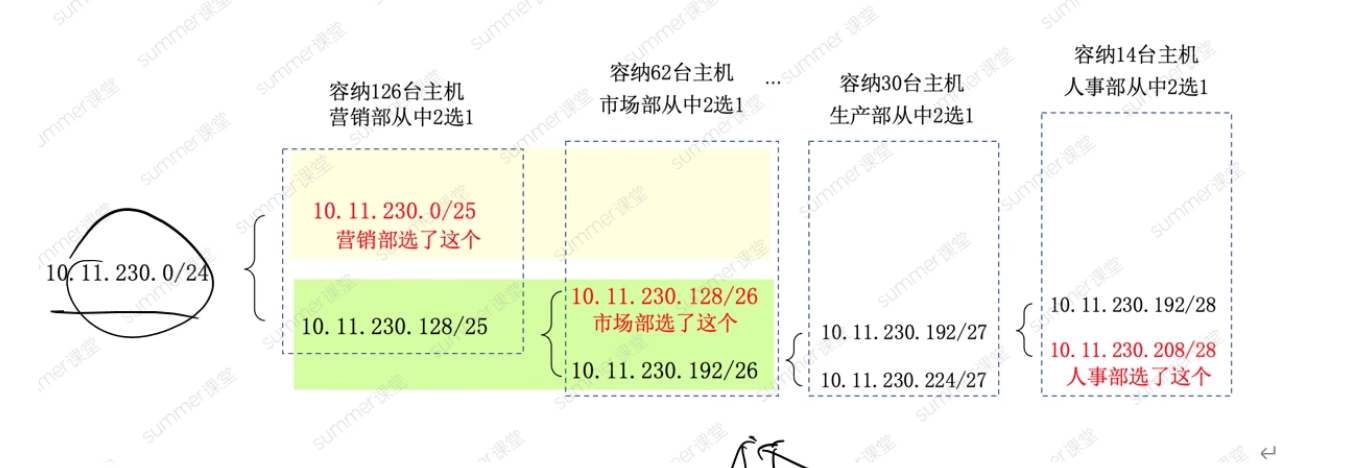 容纳126台主机
营销部从中2选1
容纳62台主机
市场部从中2选1
...
容纳30台主机
生产部从中2选1
容纳14台主机
人事部从中2选1
10.11.230.0/24
10.11.230.0/25
营销部选了这个
10.11.230.128/25
10.11.230.128/26
市场部选了这个
10.11.230.192/26
10.11.230.192/27
10.11.230.224/27
10.11.230.192/28
10.11.230.208/28
人事部选了这个
summer课堂